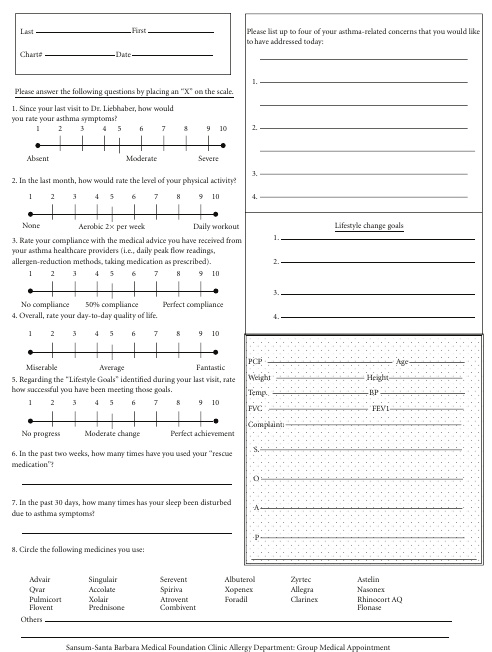 Last First
Chart# Date
Please answer the following questions by placing an “X” on the scale.
1. Since your last visit to Dr. Liebhaber, how would
you rate your asthma symptoms?
1 2 3 4 5 6 7 8 9 10
Absent Moderate Severe
2. In the last month, how would rate the level of your physical activity?
1 2 3 4 5 6 7 8 9 10
None Aerobic 2× per week Daily workout
3. Rate your compliance with the medical advice you have received from
your asthma healthcare providers (i.e., daily peak flow readings,
allergen-reduction methods, taking medication as prescribed).
1 2 3 4 5 6 7 8 9 10
No compliance 50% compliance Perfect compliance
4. Overall, rate your day-to-day quality of life.
1 2 3 4 5 6 7 8 9 10
Miserable Average Fantastic
5. Regarding the “Lifestyle Goals” identified during your last visit, rate
how successful you have been meeting those goals.
1 2 3 4 5 6 7 8 9 10
No progress Moderate change Perfect achievement
6. In the past two weeks, how many times have you used your “rescue
medication”?
7. In the past 30 days, how many times has your sleep been disturbed
due to asthma symptoms?
8. Circle the following medicines you use:
Please list up to four of your asthma-related concerns that you would like
to have addressed today:
1.
2.
3.
4.
Lifestyle change goals
1.
2.
3.
4.
PCP Age
Weight Height
Temp. BP
FVC FEV1
Complaint:
S.
O
A
P
Advair Singulair Serevent Albuterol Zyrtec Astelin
Qvar Accolate Spiriva Xopenex Allegra Nasonex
Pulmicort Xolair Atrovent Foradil Clarinex Rhinocort AQ
Flovent Prednisone Combivent Flonase
Others
Sansum-Santa Barbara Medical Foundation Clinic Allergy Department: Group Medical Appointment